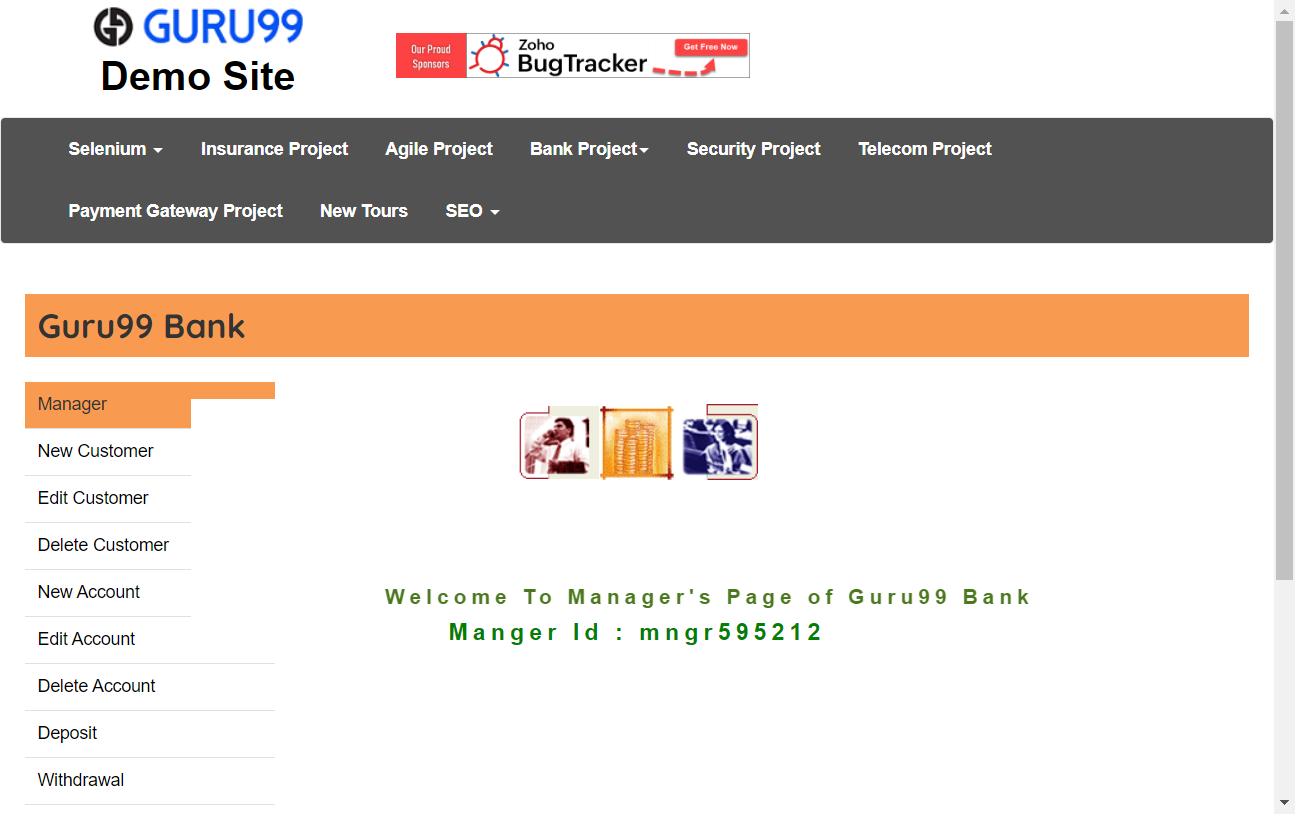 GURU99
Demo Site
Our Proud
Sponsors
Zoho
BugTracker
Get Free Now
Selenium
Insurance Project
Agile Project
Bank Project
Security Project
Telecom Project
Payment Gateway Project
New Tours
SEO
Guru99 Bank
Manager
New Customer
Edit Customer
Delete Customer
New Account
Edit Account
Delete Account
Deposit
Withdrawal
Welcome To Manager's Page of Guru99 Bank
Manger Id : mngr595212